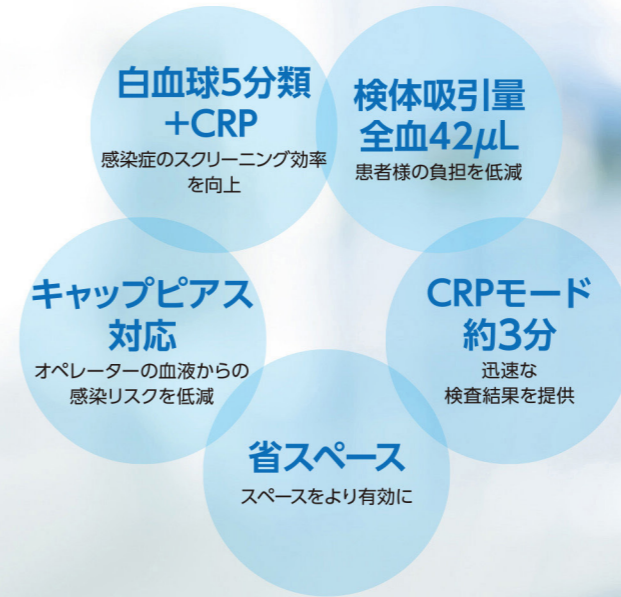 白血球5分類
+CRP
感染症のスクリーニング効率
を向上
検体吸引量
全血42μL
患者様の負担を低減
キャップピアス
対応
オペレーターの血液からの
感染リスクを低減
CRPモード
約3分
迅速な
検査結果を提供
省スペース
スペースをより有効に